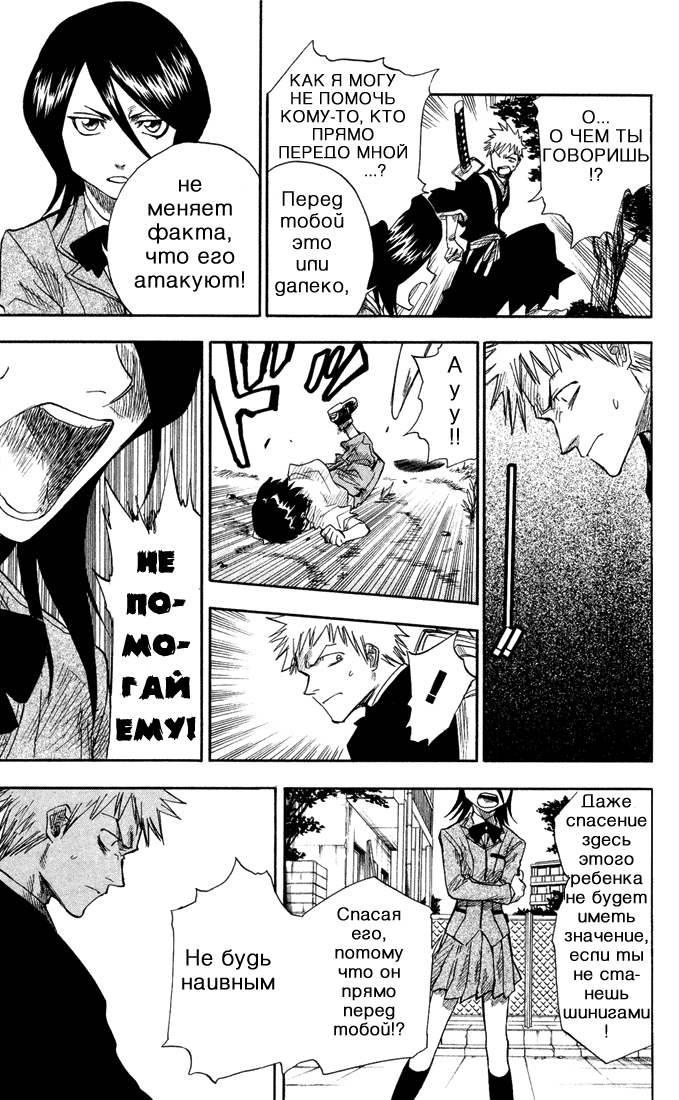 О...
О ЧЕМ ТЫ
ГОВОРИШЬ
!?
КАК Я МОГУ
НЕ ПОМОЧЬ
КОМУ-ТО, КТО
ПРЯМО
ПЕРЕДО МНОЙ
...?
Перед
тобой
это
или
далеко,
не
меняет
факта,
что его
атакуют!
А
У
У
!!
!
НЕ
ПО-
МО-
ГАЙ
ЕМУ!
Даже
спасение
здесь
этого
ребенка
не будет
иметь
значение,
если ты
не ста-
нешь
шинигами
!
Спасая
его,
потому
что он
прямо
перед
тобой!?
Не будь
наивным